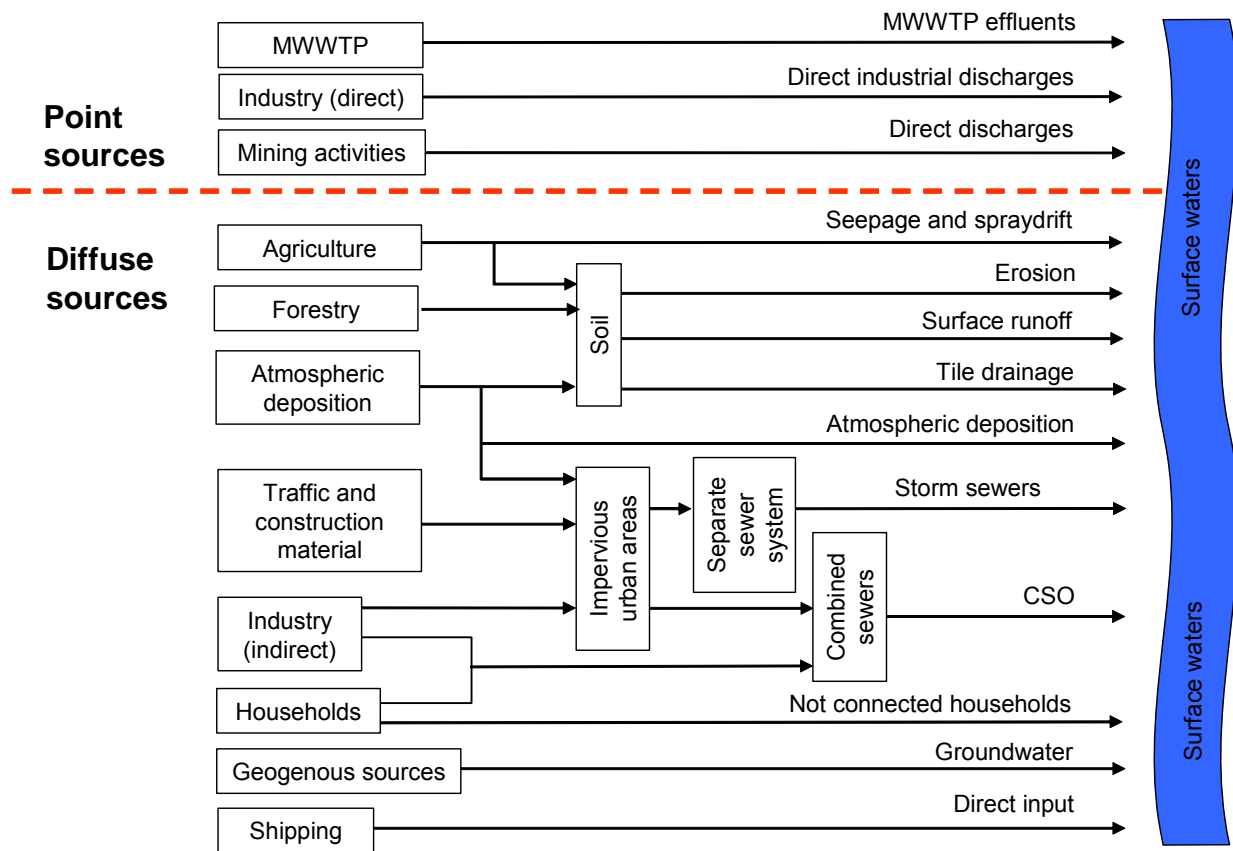 MWWTP effluents
MWWTP
Direct industrial discharges
Industry (direct)
Point
sources
Direct discharges
Mining activities
Surface waters
Diffuse
sources
Seepage and spraydrift
Agriculture
Erosion
Forestry
Soil
Surface runoff
Atmospheric
deposition
Tile drainage
Atmospheric deposition
Traffic and
construction
material
Impervious
urban areas
Separate
sewer
system
Storm sewers
Industry
(indirect)
Combined
sewers
CSO
Surface waters
Households
Not connected households
Geogenous sources
Groundwater
Shipping
Direct input